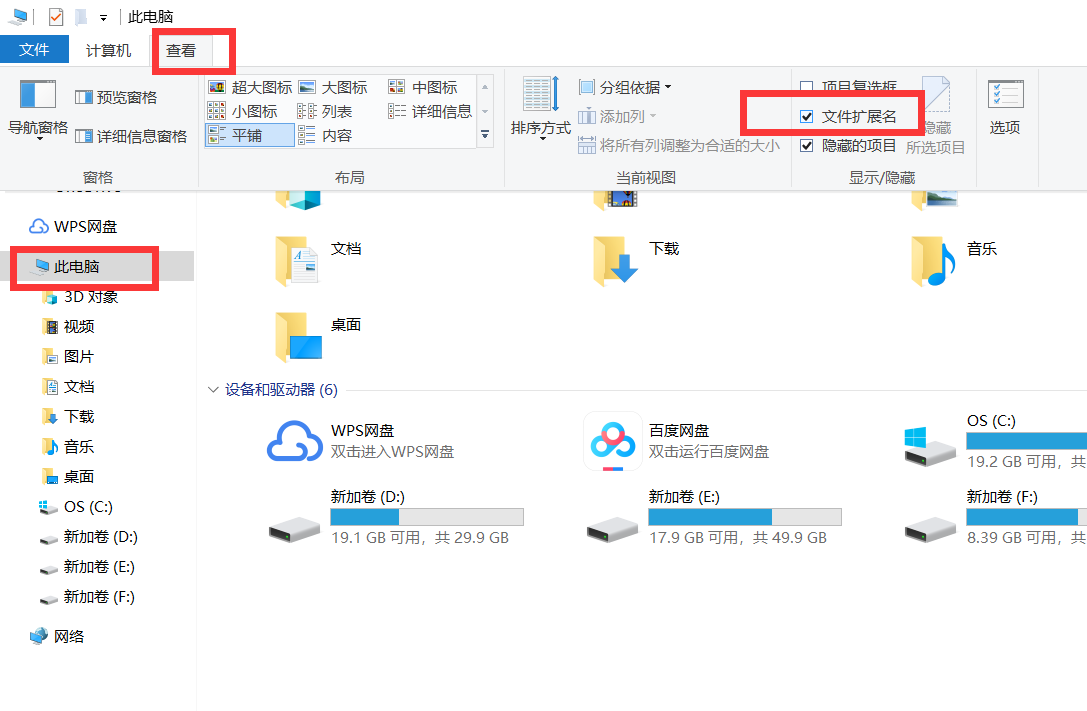 此电脑
文件 计算机 查看
导航窗格
预览窗格
详细信息窗格
窗格
超大图标 大图标 中图标
小图标 列表 详细信息
平铺 内容
布局
排序方式
分组依据
添加列
将所有列调整为合适的大小
当前视图
项目复选框
文件扩展名
隐藏的项目
隐藏
所选项目
显示/隐藏
选项
WPS网盘
此电脑
3D 对象
视频
图片
文档
下载
音乐
桌面
OS (C:)
新加卷 (D:)
新加卷 (E:)
新加卷 (F:)
网络
文档 下载 音乐
桌面
设备和驱动器 (6)
WPS网盘
双击进入WPS网盘
百度网盘
双击运行百度网盘
OS (C:)
19.2 GB 可用，共
新加卷 (D:)
19.1 GB 可用，共 29.9 GB
新加卷 (E:)
17.9 GB 可用，共 49.9 GB
新加卷 (F:)
8.39 GB 可用，共